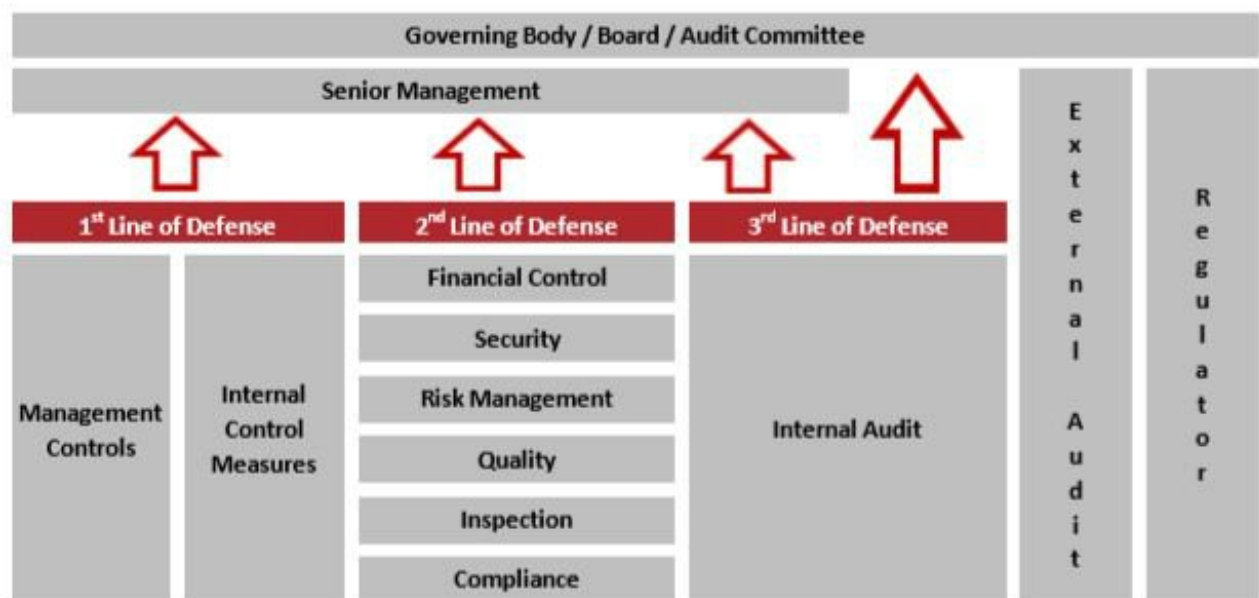 Governing Body / Board / Audit Committee
Senior Management
1st Line of Defense
2nd Line of Defense
3rd Line of Defense
Management
Controls
Internal
Control
Measures
Financial Control
Security
Risk Management
Quality
Inspection
Compliance
Internal Audit
External Audit
Regulator